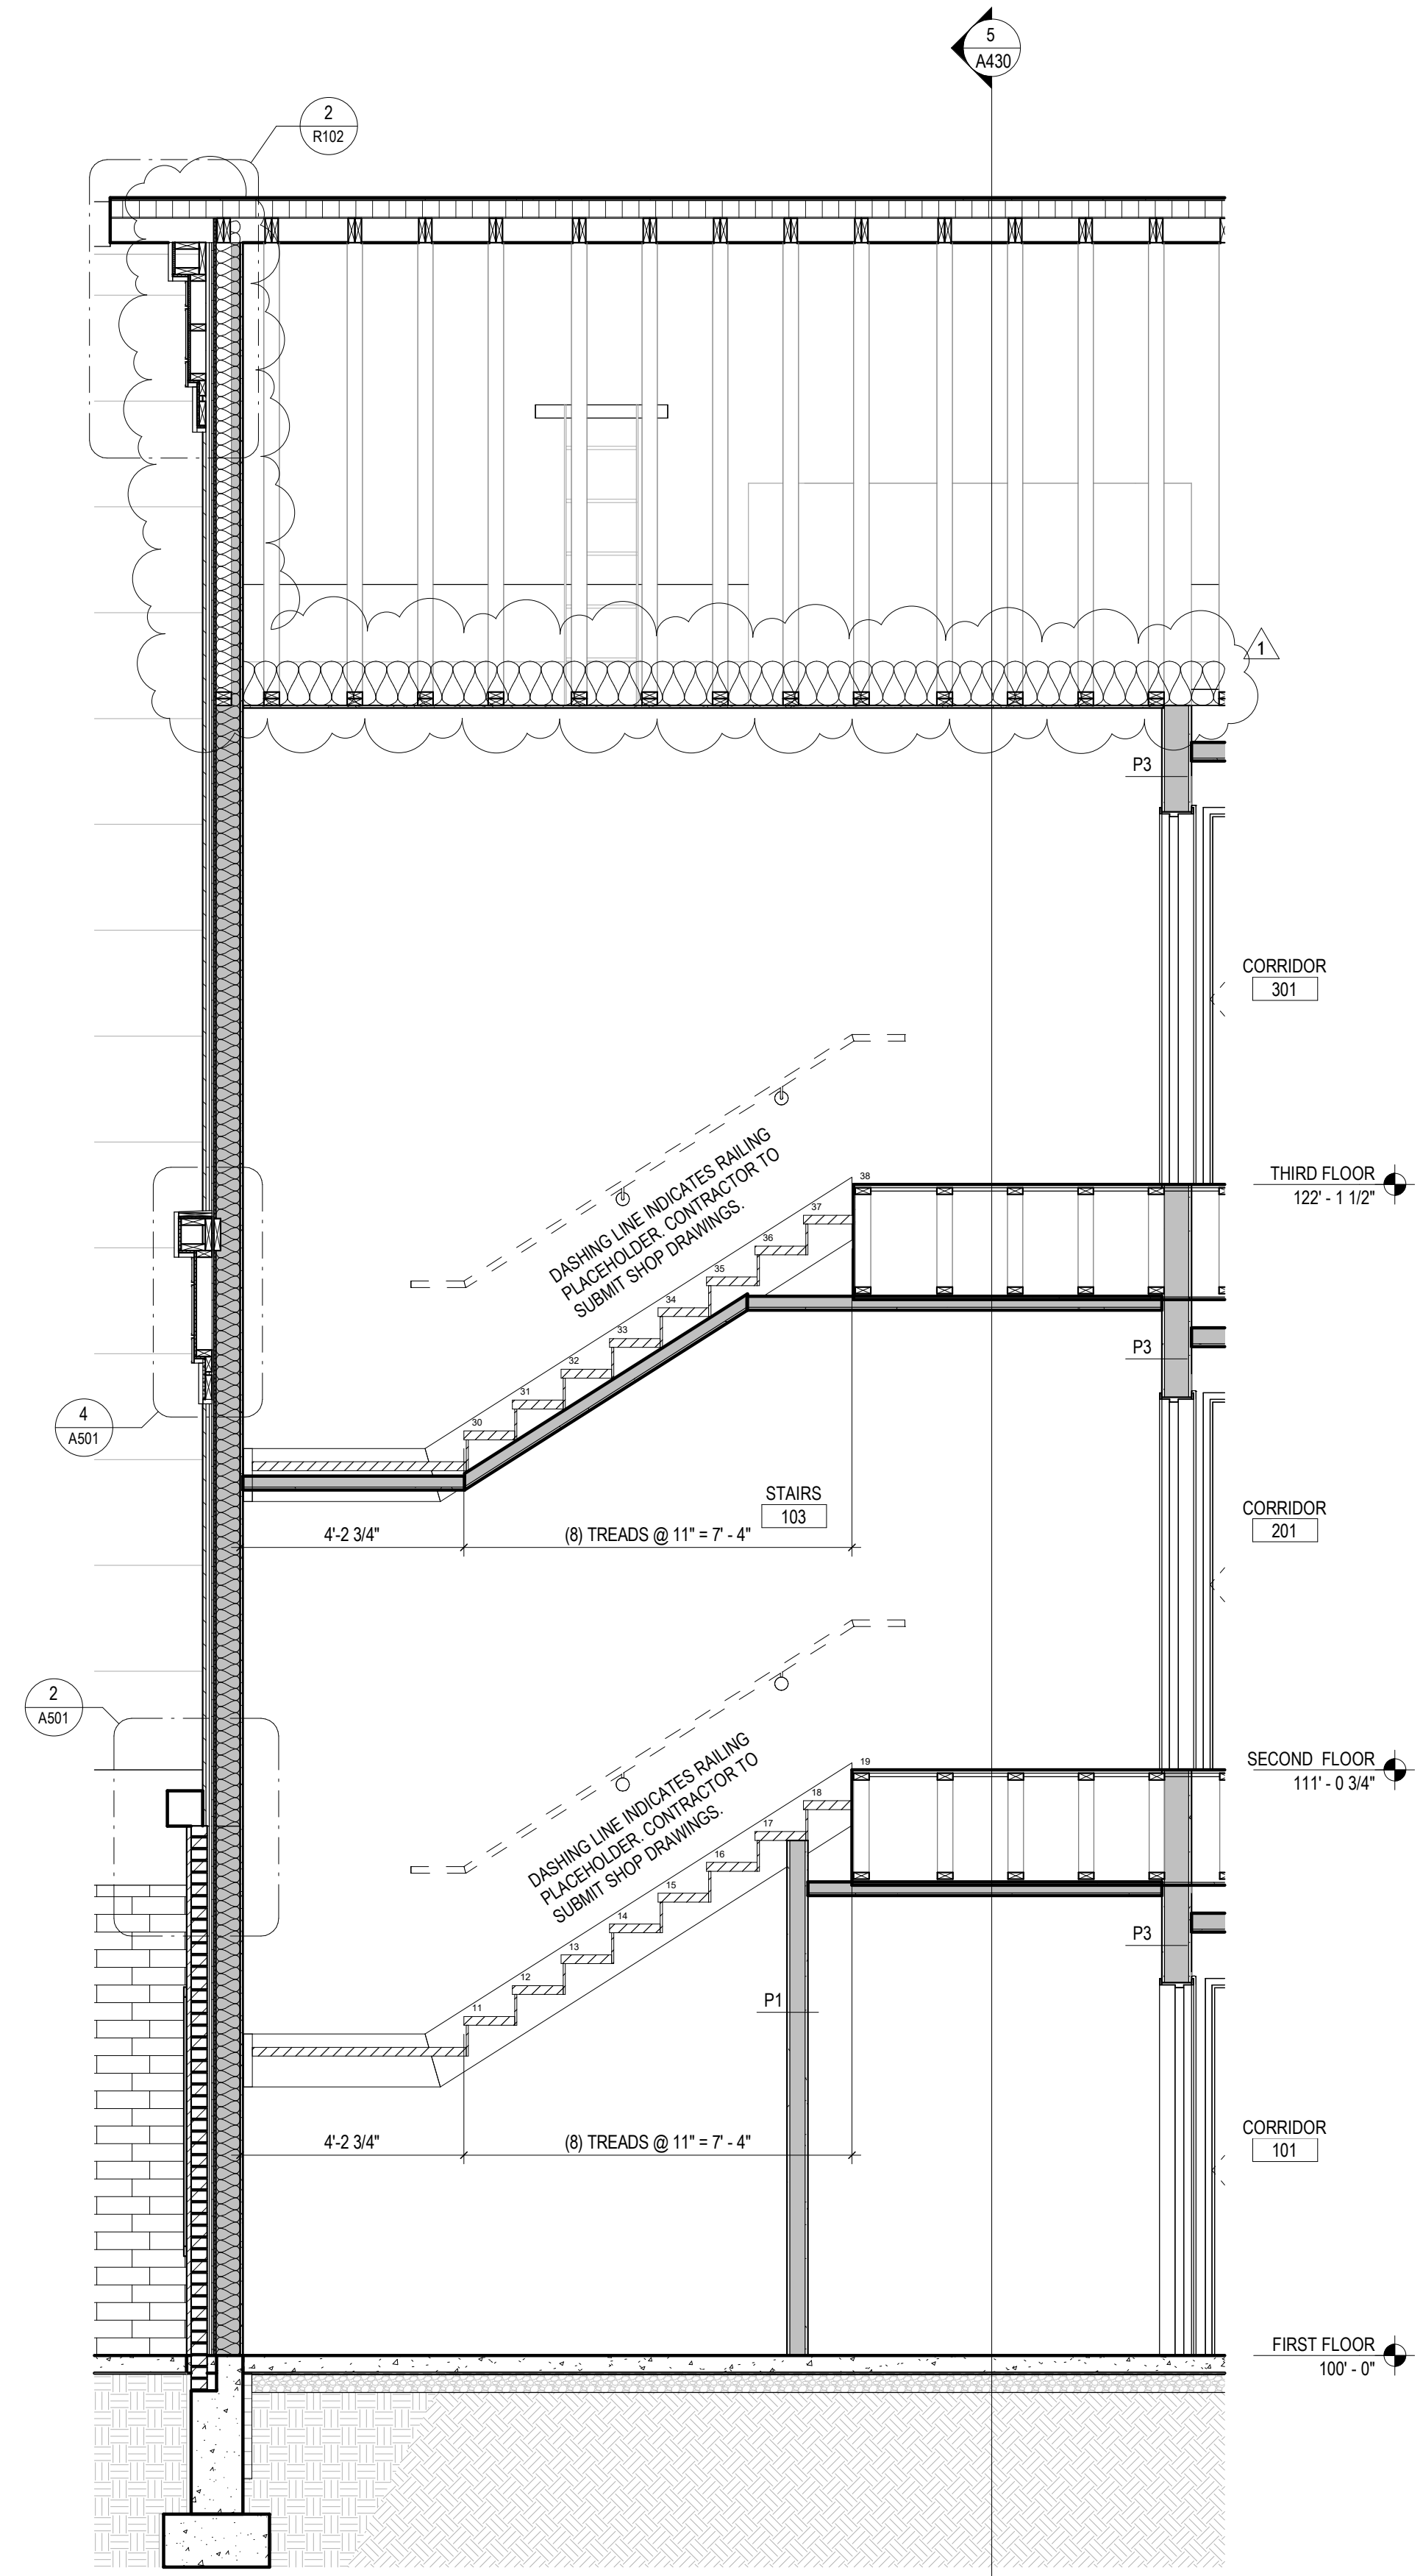 5
A430
2
R102
1
P3
CORRIDOR
301
DASHING LINE INDICATES RAILING
PLACEHOLDER. CONTRACTOR TO
SUBMIT SHOP DRAWINGS.
38
37
36
35
34
33
32
31
30
THIRD FLOOR
122' - 1 1/2"
P3
4
A501
STAIRS
103
4'-2 3/4"
(8) TREADS @ 11" = 7' - 4"
CORRIDOR
201
2
A501
DASHING LINE INDICATES RAILING
PLACEHOLDER. CONTRACTOR TO
SUBMIT SHOP DRAWINGS.
19
18
17
16
15
14
13
12
11
SECOND FLOOR
111' - 0 3/4"
P3
P1
4'-2 3/4"
(8) TREADS @ 11" = 7' - 4"
CORRIDOR
101
FIRST FLOOR
100' - 0"